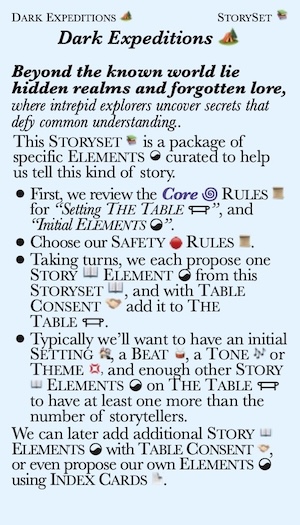 Dark Expeditions 🏕️ StorySet 📚
Dark Expeditions 🏕️
Beyond the known world lie
hidden realms and forgotten lore,
where intrepid explorers uncover secrets that
defy common understanding..
This Storyset 📚 is a package of
specific Elements ☯ curated to help
us tell this kind of story.
● First, we review the Core 🌀 Rules 📜
for “Setting The Table”, and
“Initial Elements ☯”.
● Choose our Safety 🛑 Rules 📜.
● Taking turns, we each propose one
Story 📖 Element ☯ from this
Storyset 📖, and with Table
Consent 🤝 add it to The
Table.
● Typically we’ll want to have an initial
Setting 🎇, a Beat 🥁, a Tone 🎶 or
Theme 💢, and enough other Story
📖 Elements ☯ on The Table
to have at least one more than the
number of storytellers.
We can later add additional Story 📖
Elements ☯ with Table Consent 🤝,
or even propose our own Elements ☯
using Index Cards 📝.